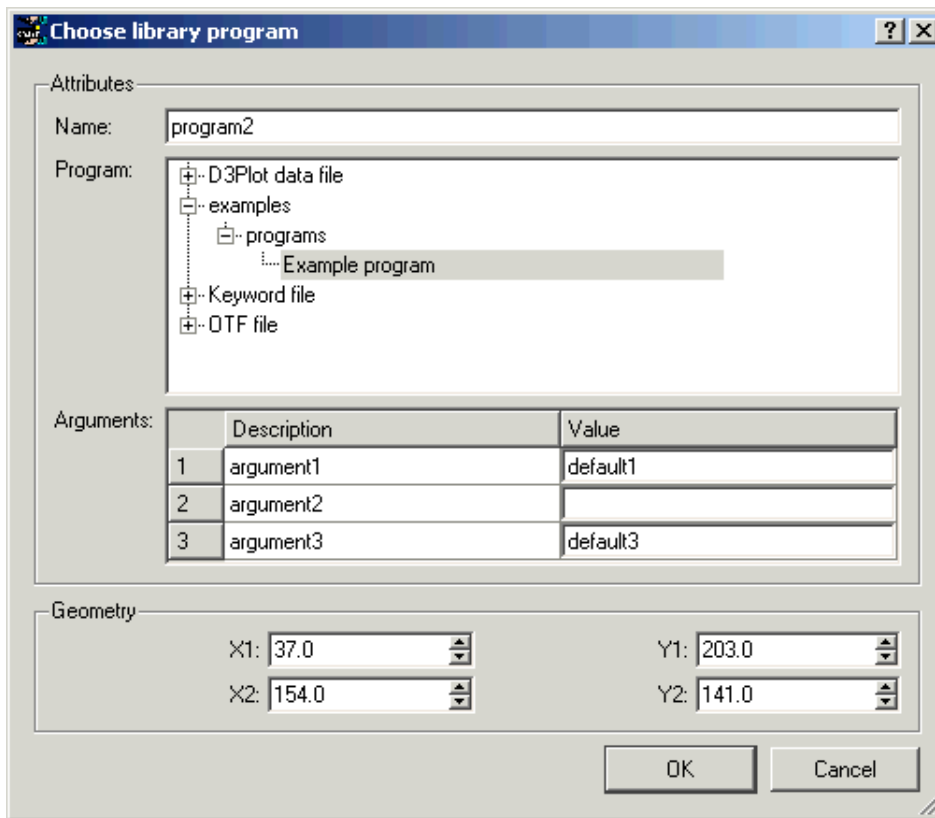 Choose library program
Attributes
Name: program2
Program: D3Plot data file
examples
programs
Example program
Keyword file
OTF file
Arguments: Description Value
1 argument1 default1
2 argument2
3 argument3 default3
Geometry
X1: 37.0 Y1: 203.0
X2: 154.0 Y2: 141.0
OK Cancel